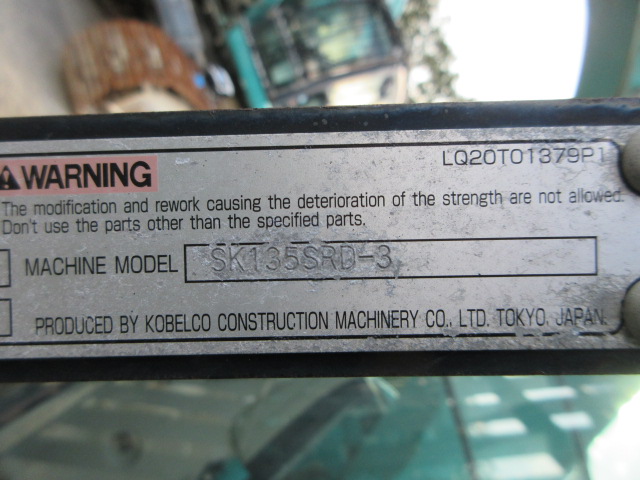 WARNING
LQ20T01379P1
The modification and rework causing the deterioration of the strength are not allowed.
Don't use the parts other than the specified parts.
MACHINE MODEL SK135SRD-3
PRODUCED BY KOBELCO CONSTRUCTION MACHINERY CO., LTD. TOKYO, JAPAN.